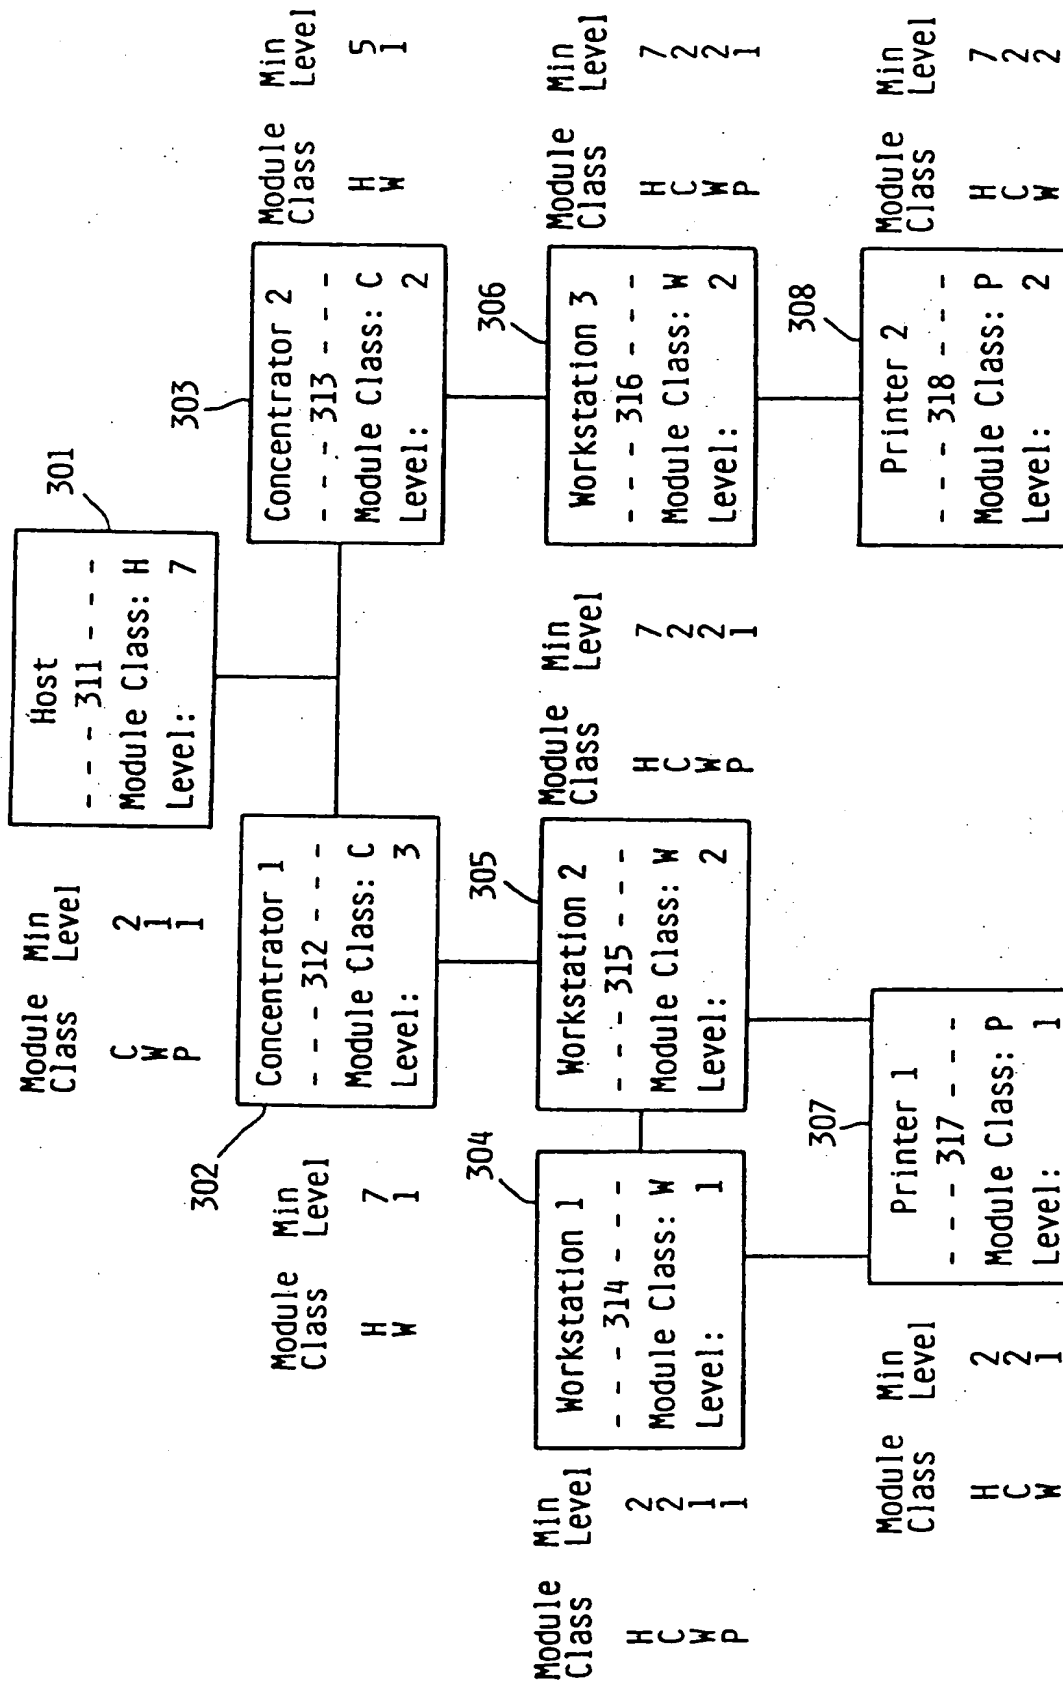 Module Min
Class Level
C 2
W 1
P 1
Host
- - - 311 - - - -
Module Class: H
Level: 7
301
302
Concentrator 1
- - - - 312 - - - -
Module Class: C
Level: 3
Module Min
Class Level
H 7
W 1
303
Concentrator 2
- - - 313 - - - -
Module Class: C
Level: 2
Module Min
Class Level
H 5
W 1
304
Workstation 1
- - - 314 - - - -
Module Class: W
Level: 1
Module Min
Class Level
H 2
C 2
W 1
P 1
305
Workstation 2
- - - 315 - - - -
Module Class: W
Level: 2
Module Min
Class Level
H 7
C 2
W 2
P 1
306
Workstation 3
- - - 316 - - - -
Module Class: W
Level: 2
Module Min
Class Level
H 7
C 2
W 2
P 1
307
Printer 1
- - - 317 - - - -
Module Class: P
Level: 1
Module Min
Class Level
H 2
C 2
W 1
308
Printer 2
- - - 318 - - - -
Module Class: P
Level: 2
Module Min
Class Level
H 7
C 2
W 2